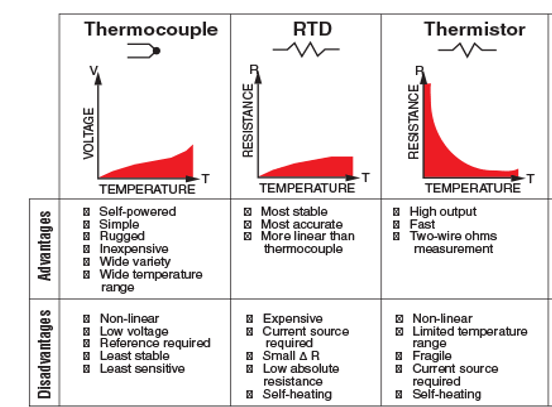 Thermocouple
RTD
Thermistor
V
VOLTAGE
T
TEMPERATURE
R
RESISTANCE
T
TEMPERATURE
R
RESISTANCE
T
TEMPERATURE
Advantages
Self-powered
Simple
Rugged
Inexpensive
Wide variety
Wide temperature
range
Most stable
Most accurate
More linear than
thermocouple
High output
Fast
Two-wire ohms
measurement
Disadvantages
Non-linear
Low voltage
Reference required
Least stable
Least sensitive
Expensive
Current source
required
Small Δ R
Low absolute
resistance
Self-heating
Non-linear
Limited temperature
range
Fragile
Current source
required
Self-heating